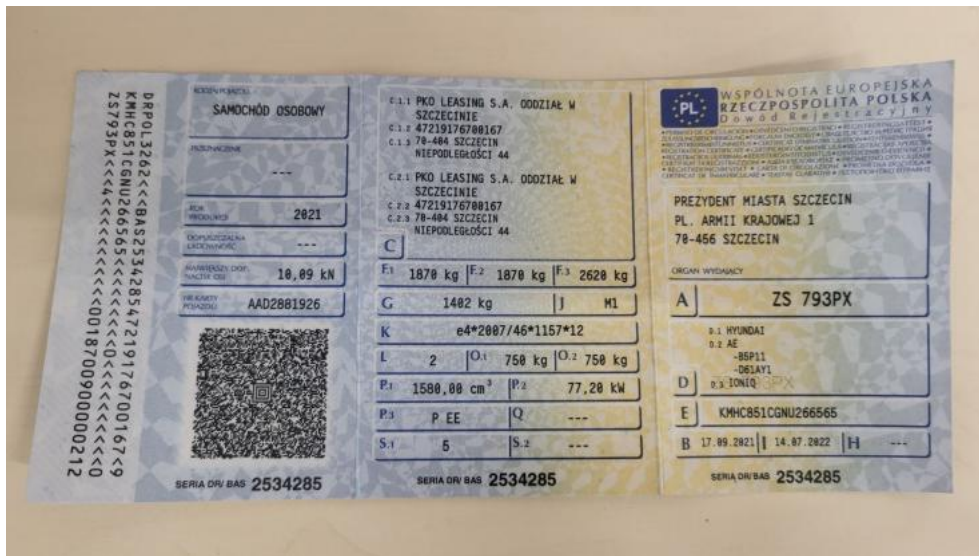 DRPOL3262<<BAS253428547219176700167<9
KMHC851CGNU266565<<<<<<<0<<<<<<<<0
ZS793PX<<4<<<<<<<<<<<0018700900000212
RODZAJ POJAZDU
SAMOCHÓD OSOBOWY
PRZEZNACZENIE
---
ROK
PRODUKCJI
2021
DOPUSZCZALNA
ŁADOWNOŚĆ
---
NAJWIĘKSZY DOP.
NACISK OSI
10,09 kN
NR KARTY
POJAZDU
AAD2881926
SERIA DR/ BAS 2534285
C.1.1 PKO LEASING S.A. ODDZIAŁ W
SZCZECINIE
C.1.2 47219176700167
C.1.3 70-404 SZCZECIN
NIEPODLEGŁOŚCI 44
C.2.1 PKO LEASING S.A. ODDZIAŁ W
SZCZECINIE
C.2.2 47219176700167
C.2.3 70-404 SZCZECIN
NIEPODLEGŁOŚCI 44
C
F.1 1870 kg F.2 1870 kg F.3 2620 kg
G 1402 kg J M1
K e4*2007/46*1157*12
L 2 O.1 750 kg O.2 750 kg
P.1 1580,00 cm³ P.2 77,20 kW
P.3 P EE Q ---
S.1 5 S.2 ---
SERIA DR/ BAS 2534285
PL
WSPÓLNOTA EUROPEJSKA
RZECZPOSPOLITA POLSKA
Dowód Rejestracyjny
PREZYDENT MIASTA SZCZECIN
PL. ARMII KRAJOWEJ 1
70-456 SZCZECIN
ORGAN WYDAJĄCY
A ZS 793PX
D.1 HYUNDAI
D.2 AE
-B5P11
-D61AY1
D D.3 IONIQ
E KMHC851CGNU266565
B 17.09.2021 I 14.07.2022 H ---
SERIA DR/ BAS 2534285